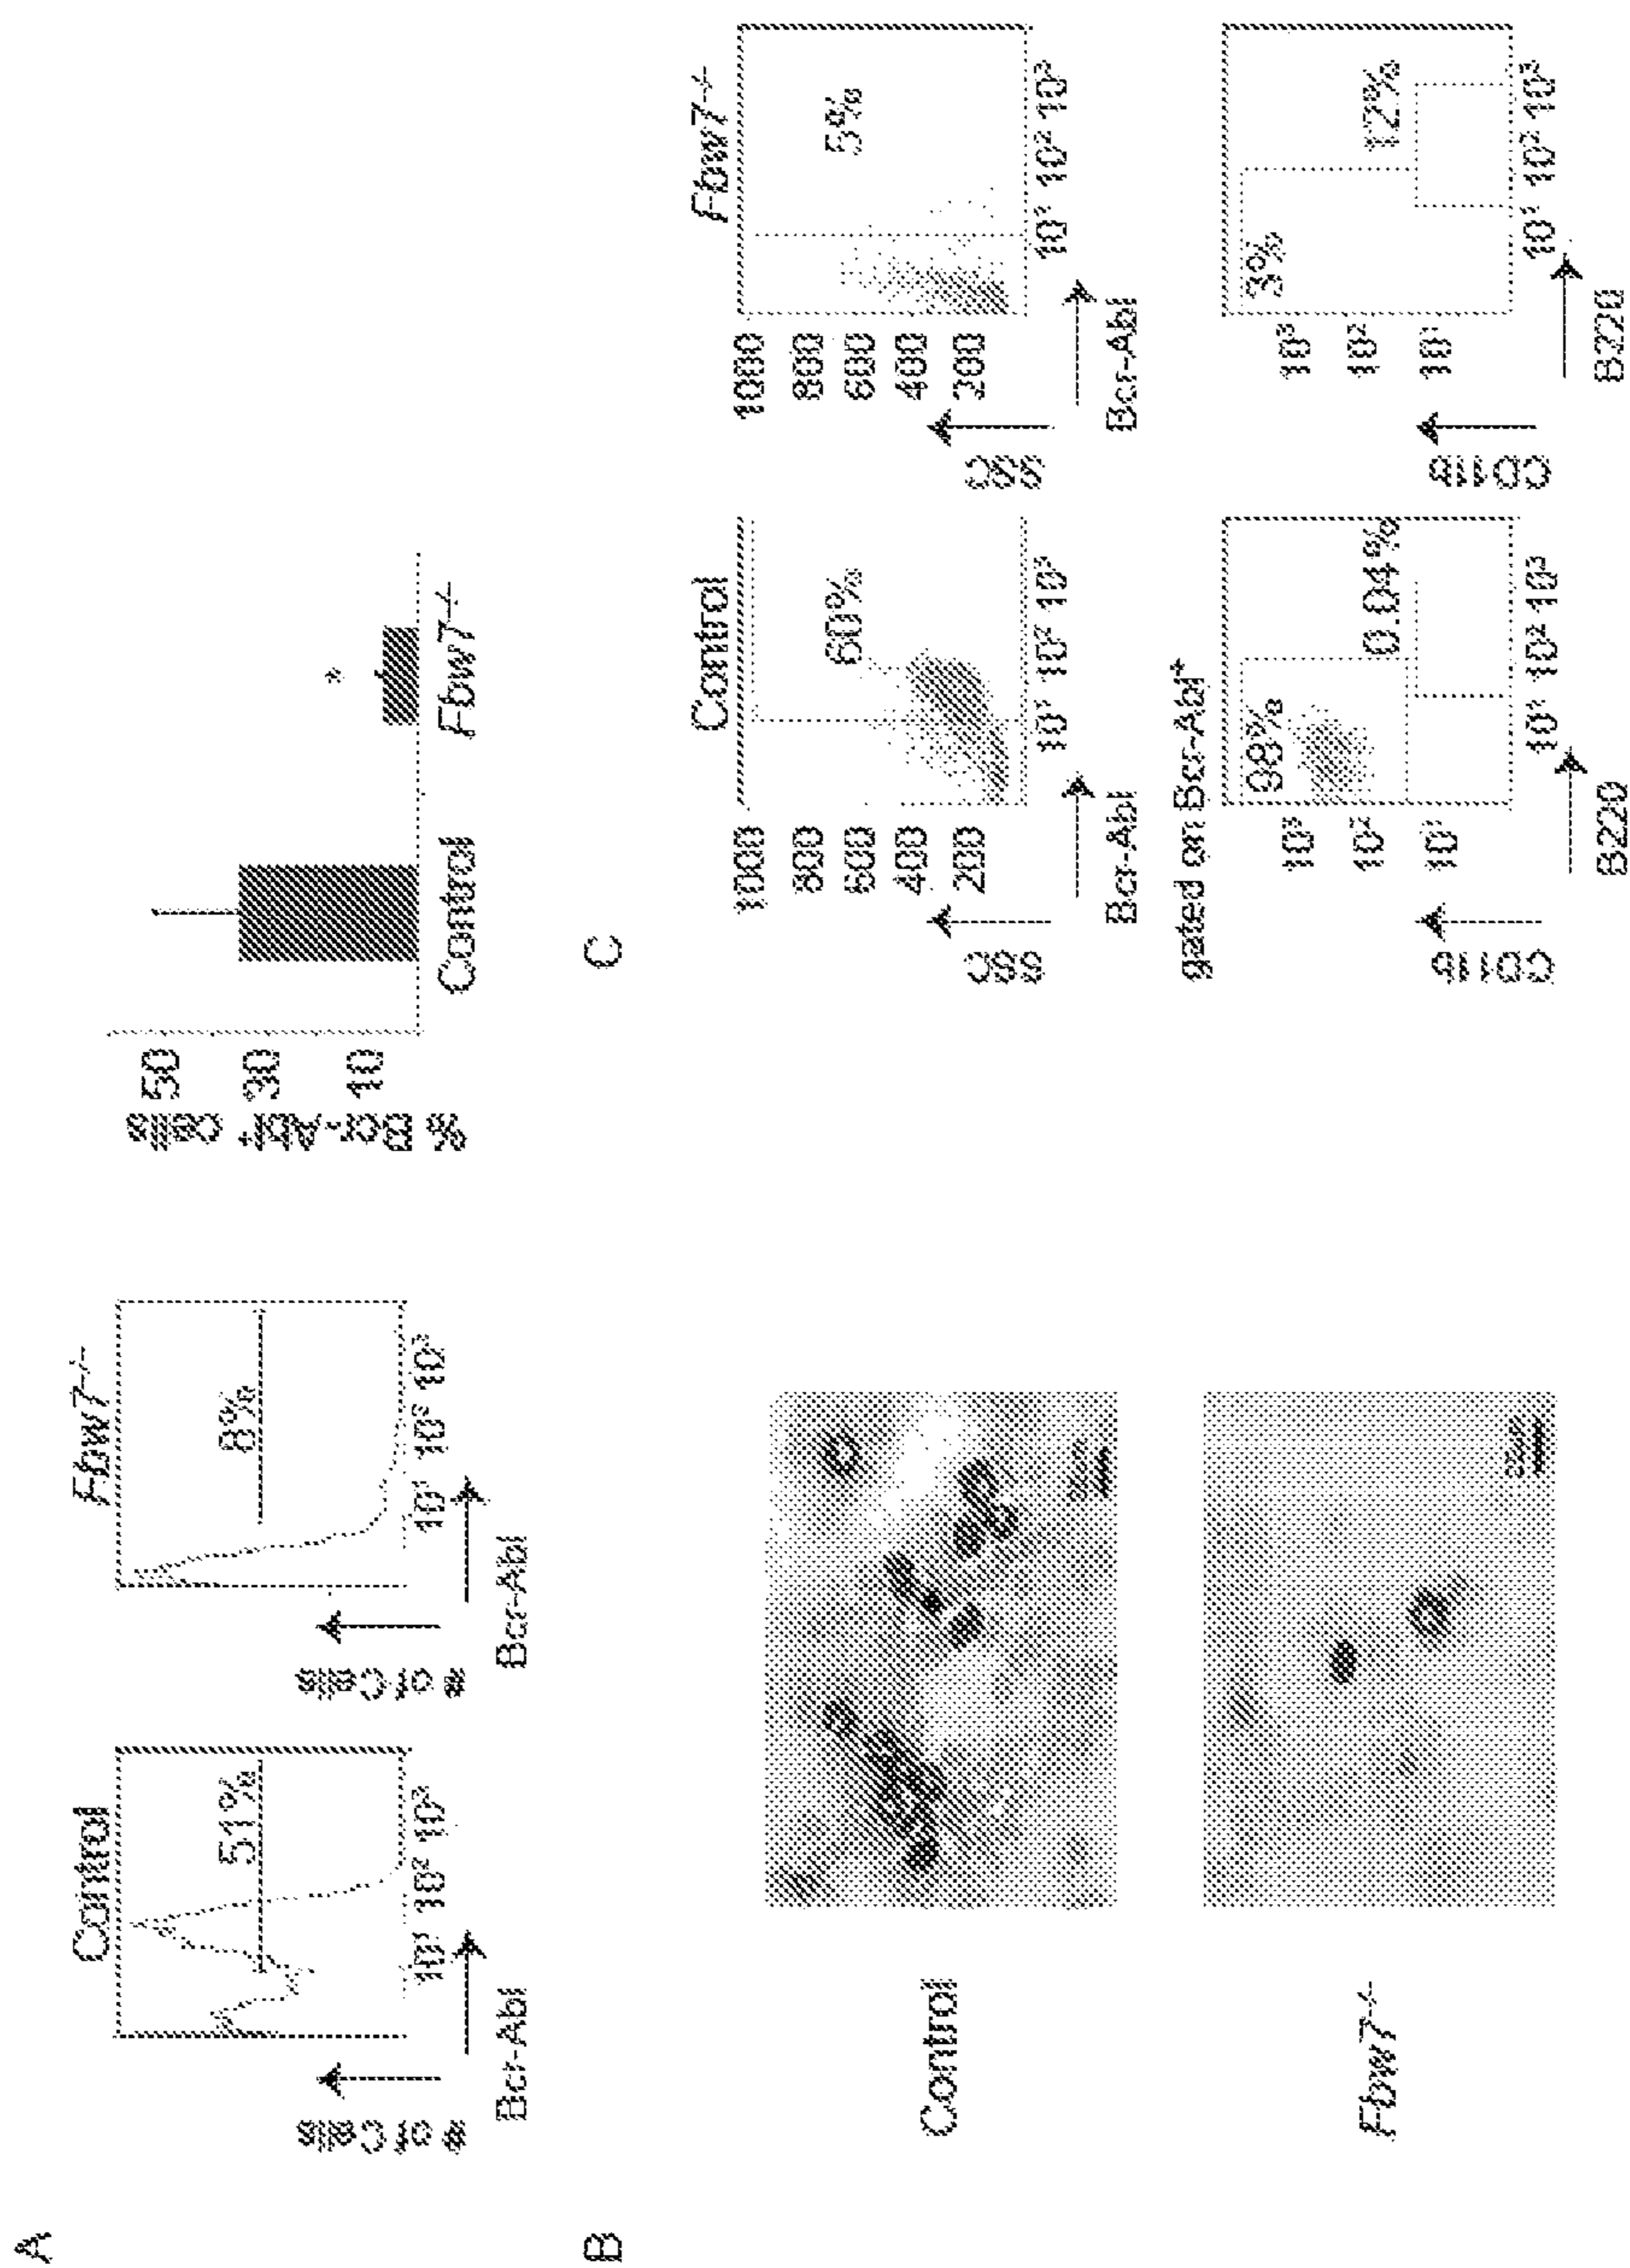 A
Control
51%
# of Cells
10¹ 10² 10³
Bcr-Abl
Fbw7⁻/⁻
8%
# of Cells
10¹ 10² 10³
Bcr-Abl
% Bcr-Abl⁺ cells
50
30
10
*
Control
Fbw7⁻/⁻
B
Control
Fbw7⁻/⁻
C
Control
1000
800
600
400
200
60%
SSC
10¹ 10² 10³
Bcr-Abl
Fbw7⁻/⁻
1000
800
600
400
200
5%
SSC
10¹ 10² 10³
Bcr-Abl
gated on Bcr-Abl⁺
98%
0.04%
10³
10²
10¹
CD11b
10¹ 10² 10³
B220
3%
12%
10³
10²
10¹
CD11b
10¹ 10² 10³
B220